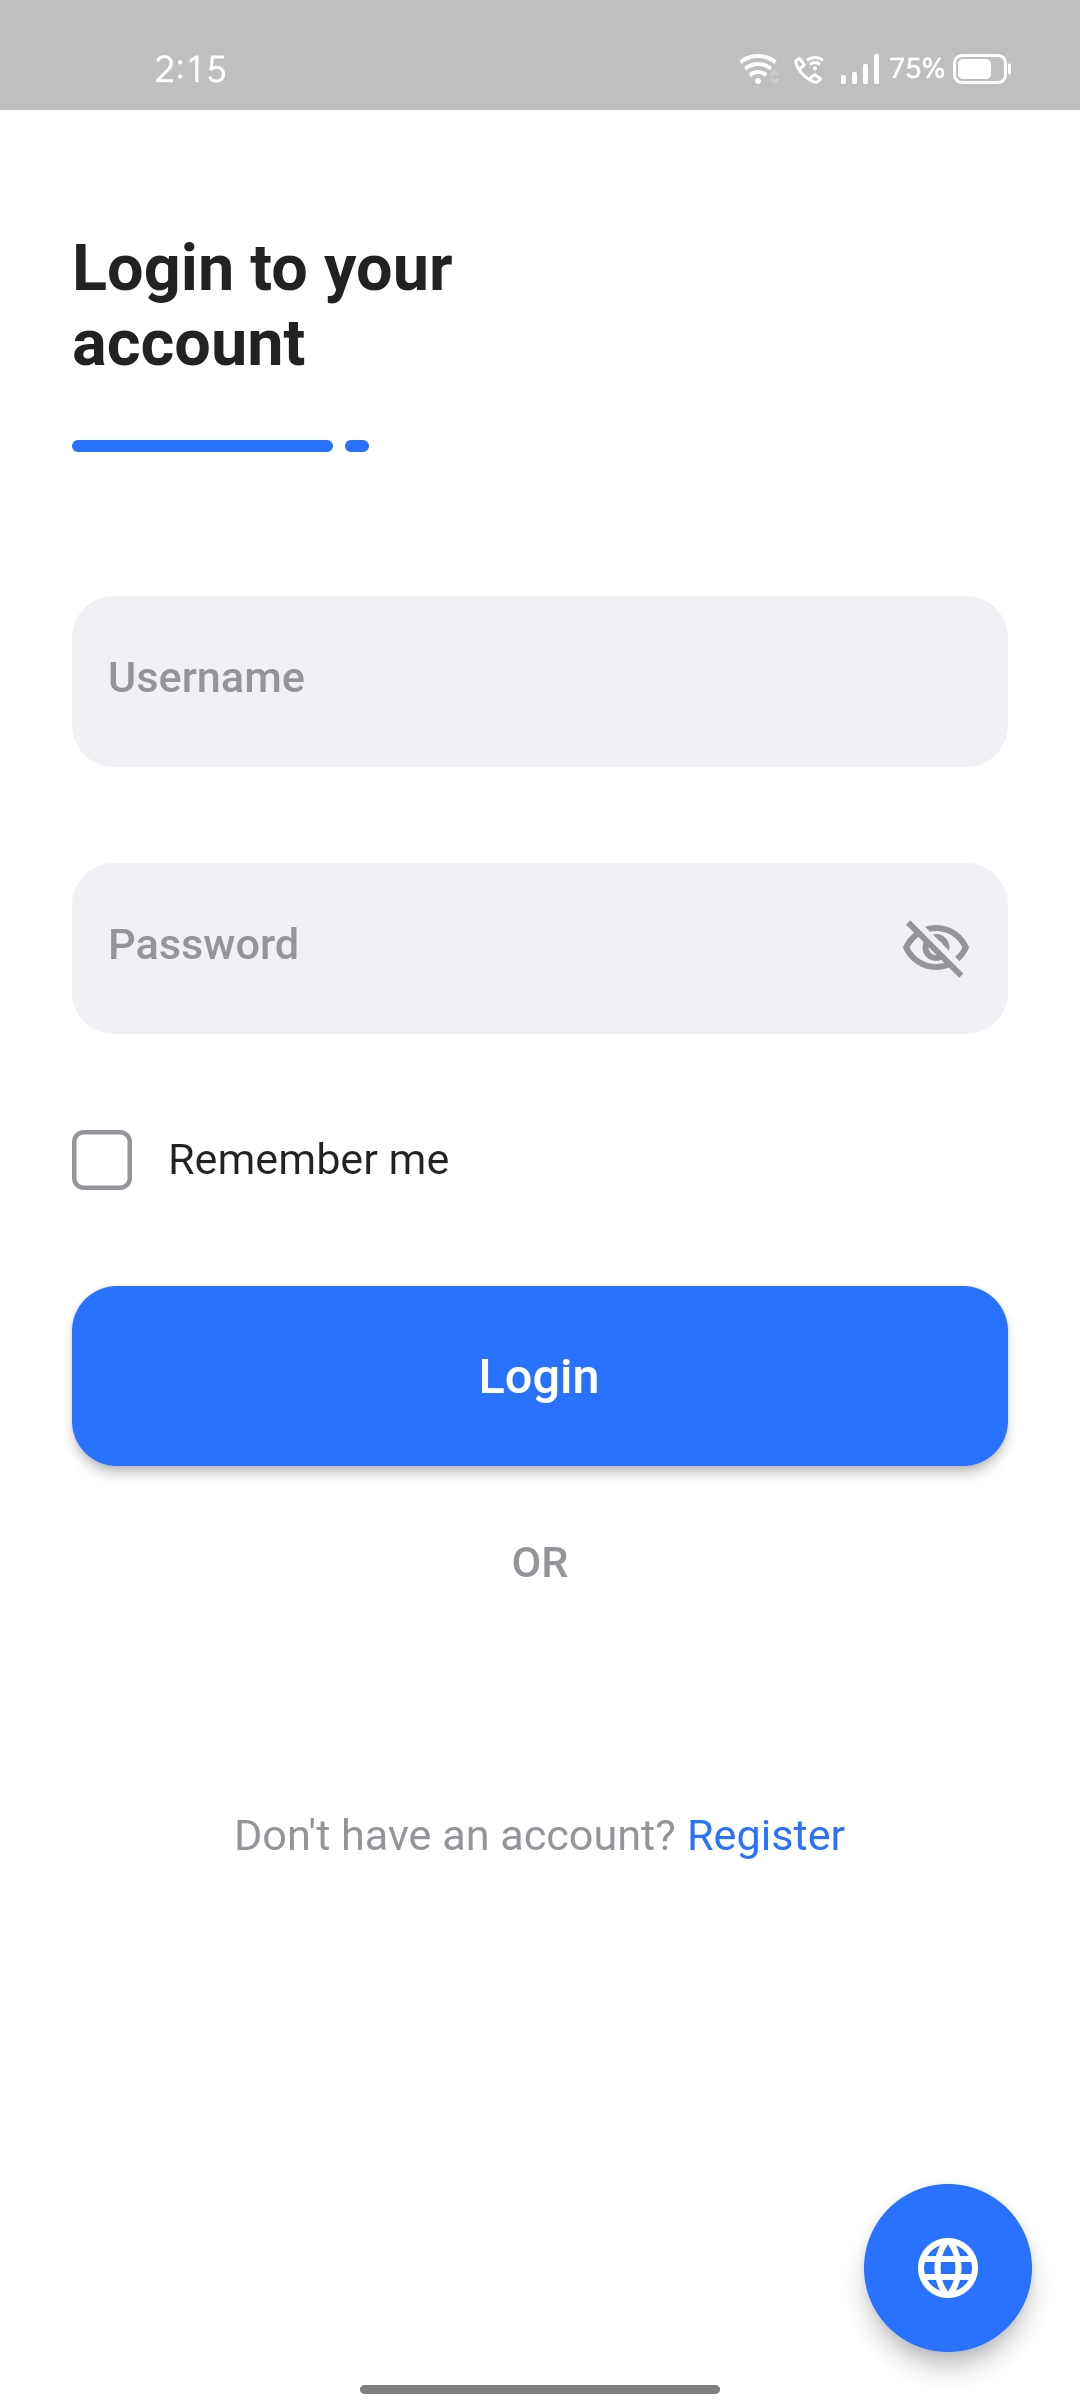 2:15 75%
Login to your
account
Username
Password
Remember me
Login
OR
Don't have an account? Register